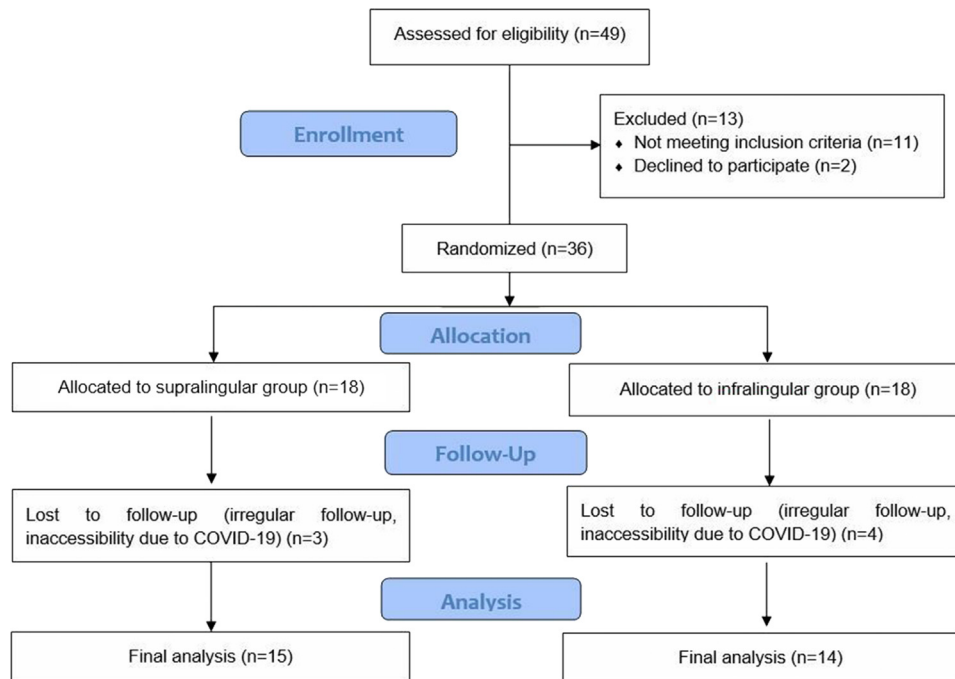 Assessed for eligibility (n=49)
Enrollment
Excluded (n=13)
♦ Not meeting inclusion criteria (n=11)
♦ Declined to participate (n=2)
Randomized (n=36)
Allocation
Allocated to supralingular group (n=18)
Allocated to infralingular group (n=18)
Follow-Up
Lost to follow-up (irregular follow-up,
inaccessibility due to COVID-19) (n=3)
Lost to follow-up (irregular follow-up,
inaccessibility due to COVID-19) (n=4)
Analysis
Final analysis (n=15)
Final analysis (n=14)